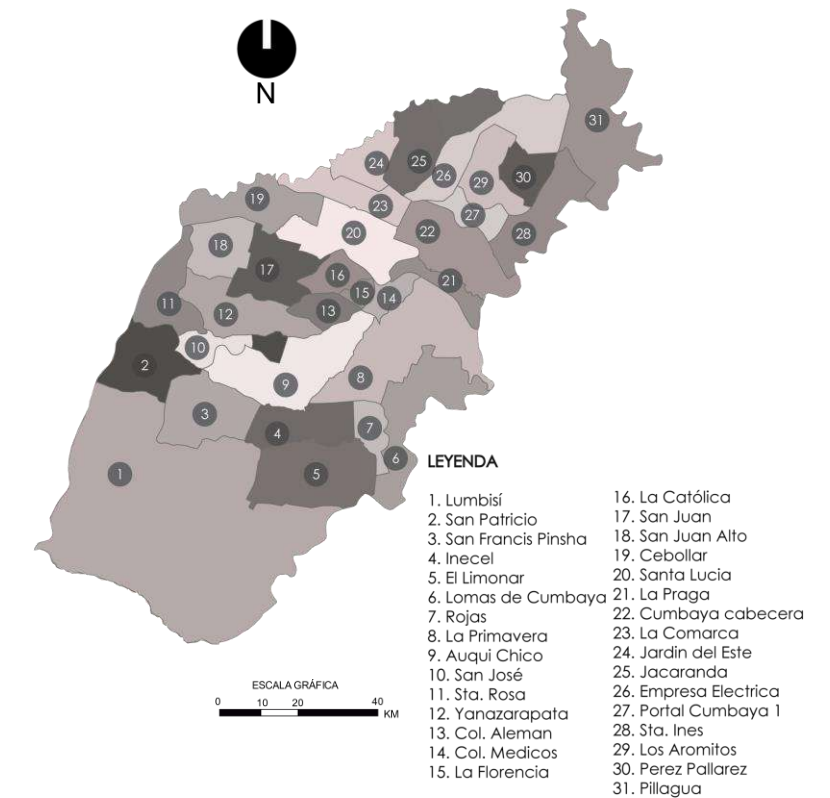 N
31
24
25
26
29
30
19
23
27
20
22
28
18
17
16
21
15
14
11
12
13
10
2
9
8
3
7
4
6
1
5
LEYENDA
1. Lumbisí
2. San Patricio
3. San Francis Pinsha
4. Inecel
5. El Limonar
6. Lomas de Cumbaya
7. Rojas
8. La Primavera
9. Auqui Chico
10. San José
11. Sta. Rosa
12. Yanazarapata
13. Col. Aleman
14. Col. Medicos
15. La Florencia
16. La Católica
17. San Juan
18. San Juan Alto
19. Cebollar
20. Santa Lucia
21. La Praga
22. Cumbaya cabecera
23. La Comarca
24. Jardin del Este
25. Jacaranda
26. Empresa Electrica
27. Portal Cumbaya 1
28. Sta. Ines
29. Los Aromitos
30. Perez Pallarez
31. Pillagua
ESCALA GRÁFICA
0 10 20 40
KM